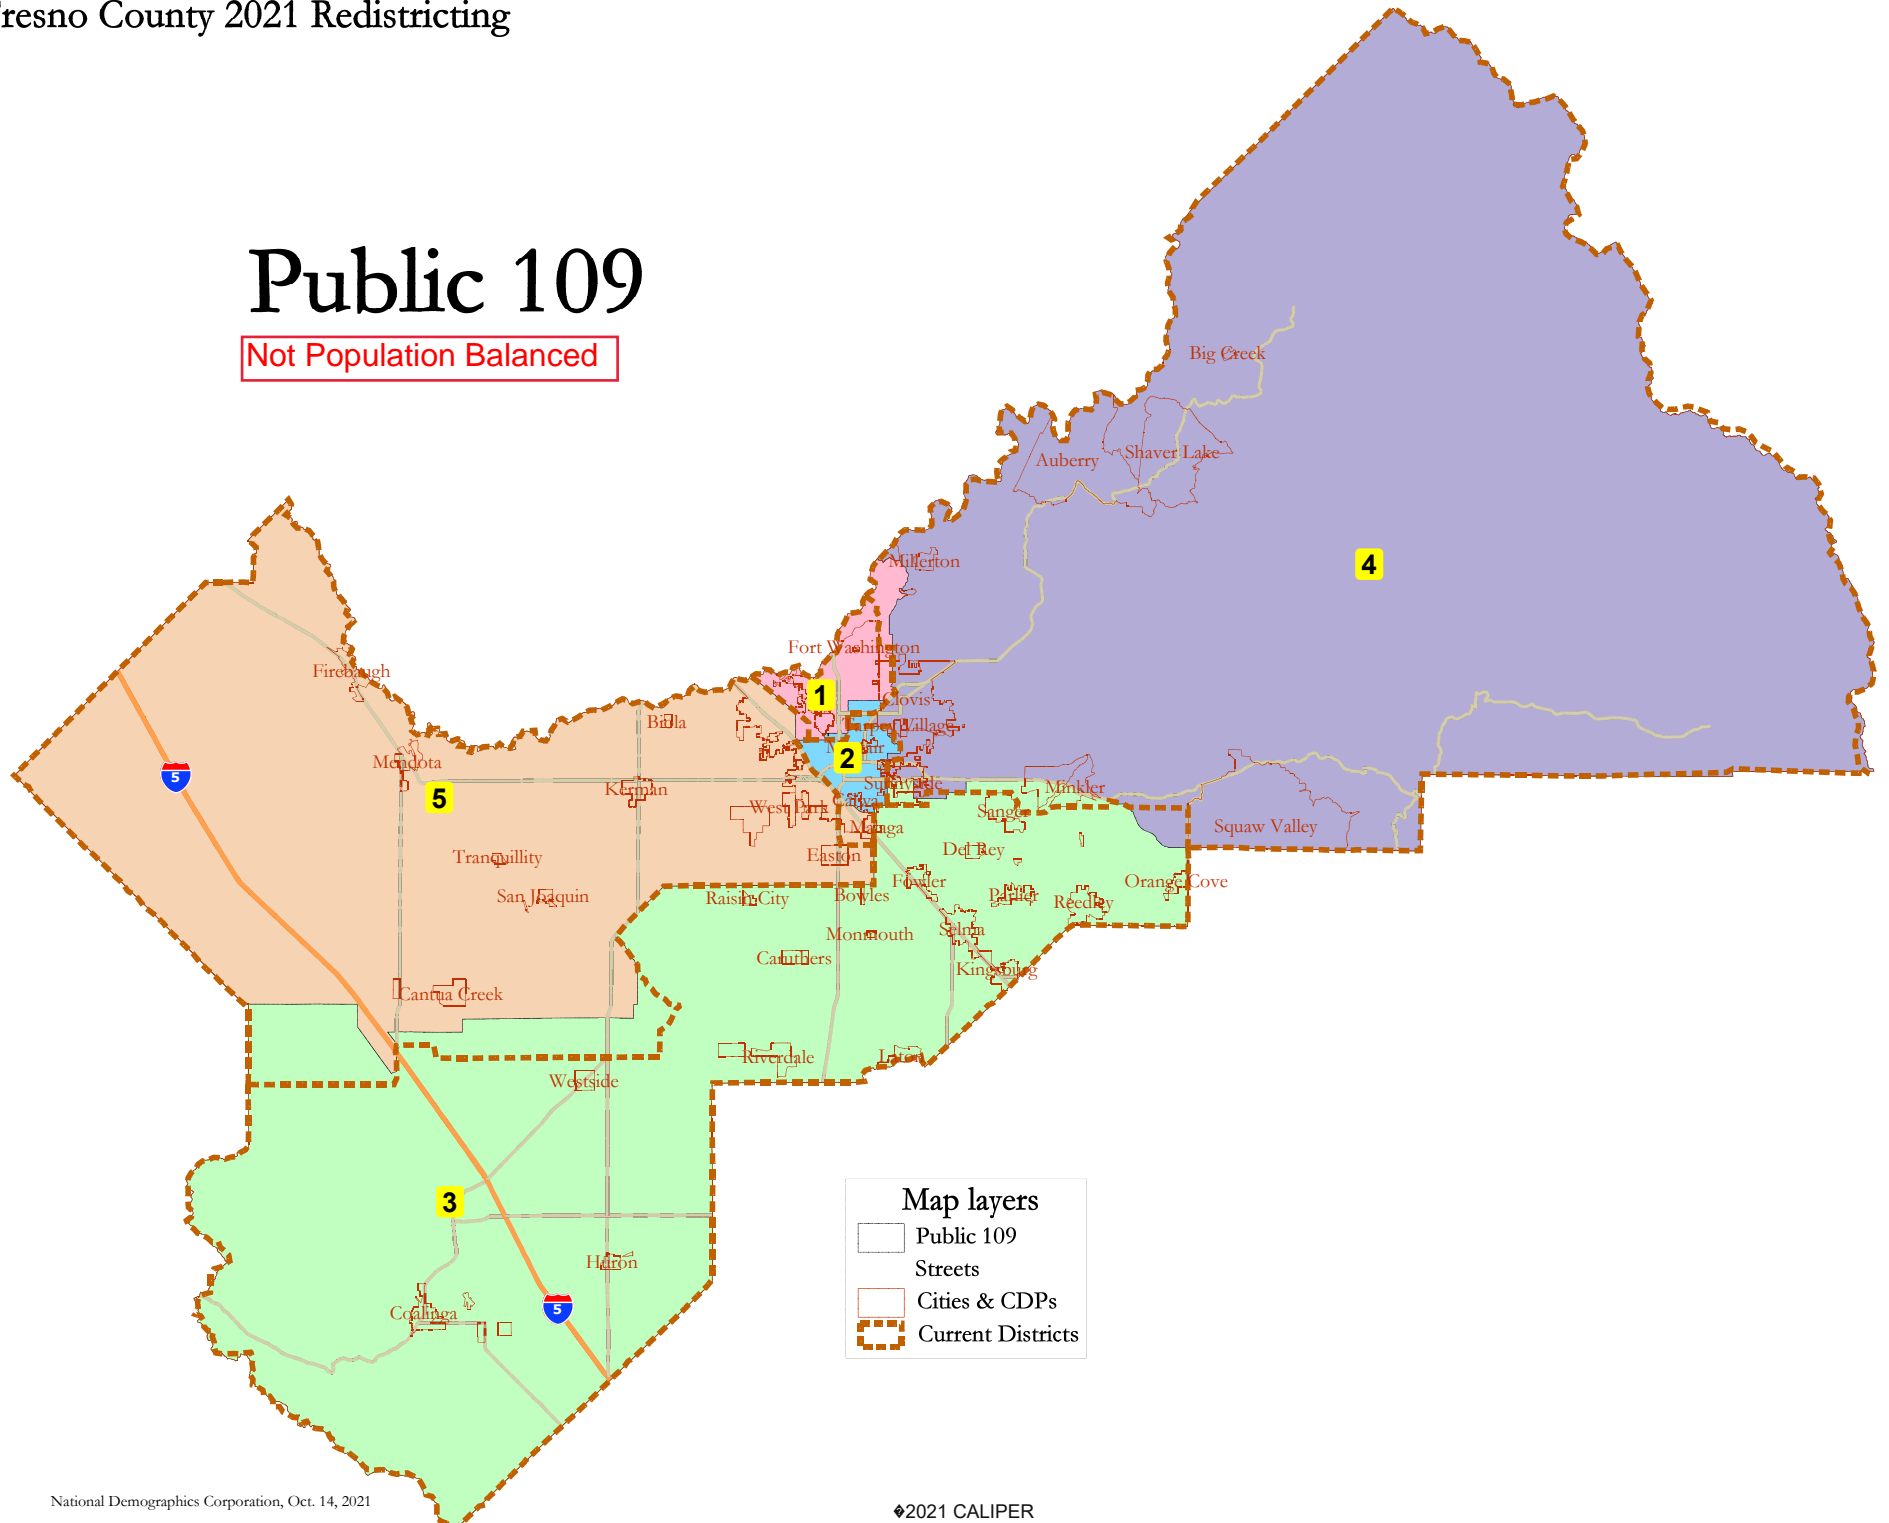 resno County 2021 Redistricting
Public 109
Not Population Balanced
Big Creek
Auberry
Shaver Lake
Millerton
4
Fort Washington
Firebaugh
1
Clovis
Biola
Tarpey Village
Mendota
5
2
5
Kerman
Sunnyside
Minkler
West Park
Calwa
Sanger
Squaw Valley
Malaga
Tranquillity
Easton
Del Rey
Fowler
Orange Cove
San Joaquin
Raisin City
Bowles
Parlier
Reedley
Monmouth
Selma
Caruthers
Kingsburg
Cantua Creek
Riverdale
Laton
Westside
3
Huron
Coalinga
5
Map layers
Public 109
Streets
Cities & CDPs
Current Districts
National Demographics Corporation, Oct. 14, 2021
�2021 CALIPER